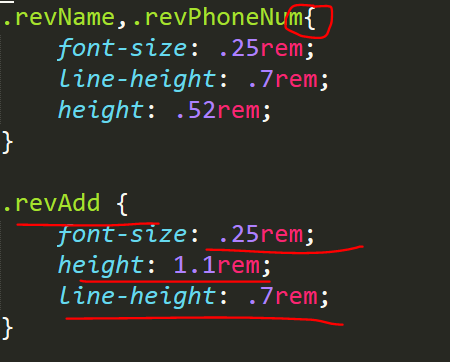 .revName,.revPhoneNum{
font-size: .25rem;
line-height: .7rem;
height: .52rem;
}
.revAdd {
font-size: .25rem;
height: 1.1rem;
line-height: .7rem;
}